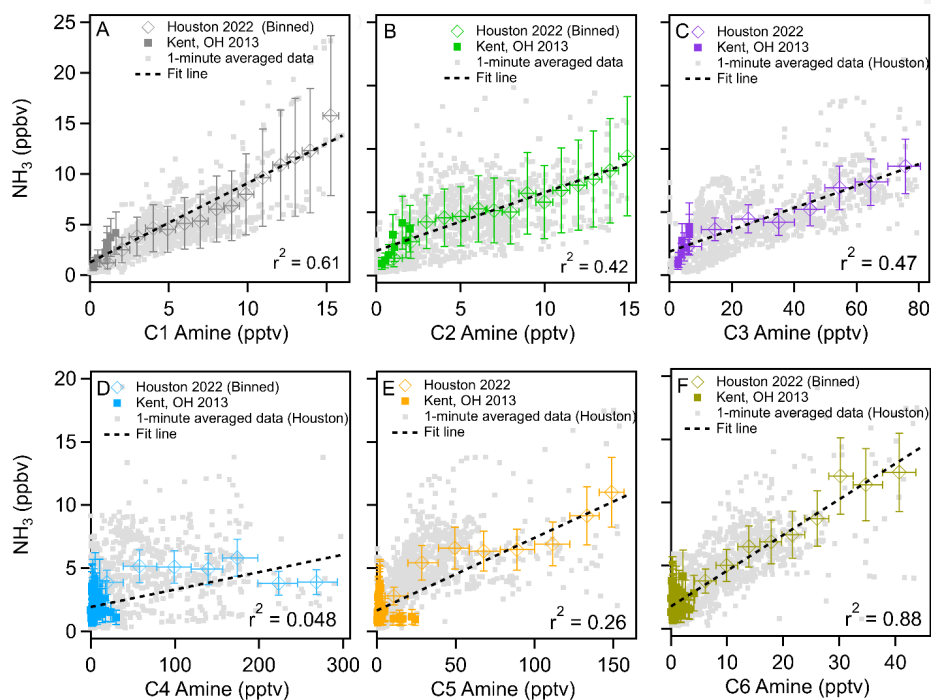 A
Houston 2022 (Binned)
Kent, OH 2013
1-minute averaged data
Fit line
r² = 0.61
NH₃ (ppbv)
25
20
15
10
5
0
0 5 10 15
C1 Amine (pptv)
B
Houston 2022 (Binned)
Kent, OH 2013
1-minute averaged data
Fit line
r² = 0.42
0 5 10 15
C2 Amine (pptv)
C
Houston 2022
Kent, OH 2013
1-minute averaged data (Houston)
Fit line
r² = 0.47
0 20 40 60 80
C3 Amine (pptv)
D
Houston 2022 (Binned)
Kent, OH 2013
1-minute averaged data (Houston)
Fit line
r² = 0.048
NH₃ (ppbv)
20
15
10
5
0
0 100 200 300
C4 Amine (pptv)
E
Houston 2022
Kent, OH 2013
1-minute averaged data (Houston)
Fit line
r² = 0.26
0 50 100 150
C5 Amine (pptv)
F
Houston 2022 (Binned)
Kent, OH 2013
1-minute averaged data (Houston)
Fit line
r² = 0.88
0 10 20 30 40
C6 Amine (pptv)